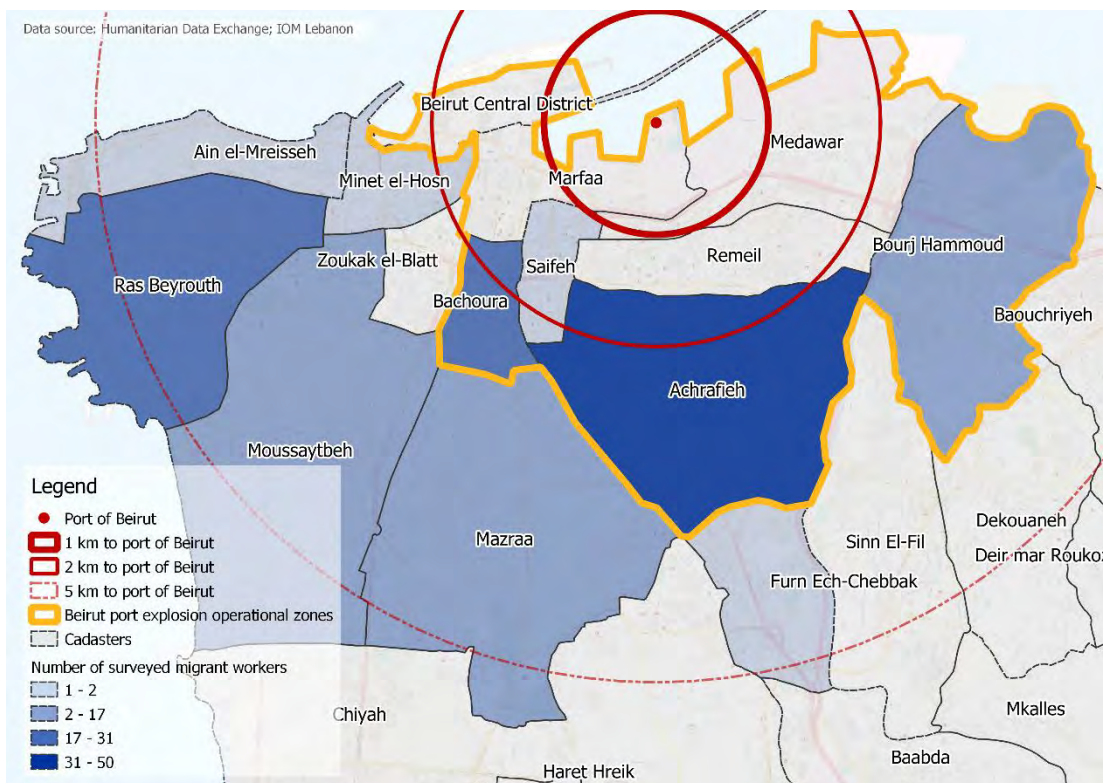 Data source: Humanitarian Data Exchange; IOM Lebanon
Beirut Central District
Ain el-Mreisseh
Medawar
Minet el-Hosn
Marfaa
Bourj Hammoud
Remeil
Zoukak el-Blatt
Saifeh
Ras Beyrouth
Bachoura
Baouchriyeh
Achrafieh
Moussaytbeh
Mazraa
Dekouaneh
Sinn El-Fil
Deir mar Roukoz
Furn Ech-Chebbak
Chiyah
Mkalles
Baabda
Haret Hreik
Legend
Port of Beirut
1 km to port of Beirut
2 km to port of Beirut
5 km to port of Beirut
Beirut port explosion operational zones
Cadasters
Number of surveyed migrant workers
1 - 2
2 - 17
17 - 31
31 - 50